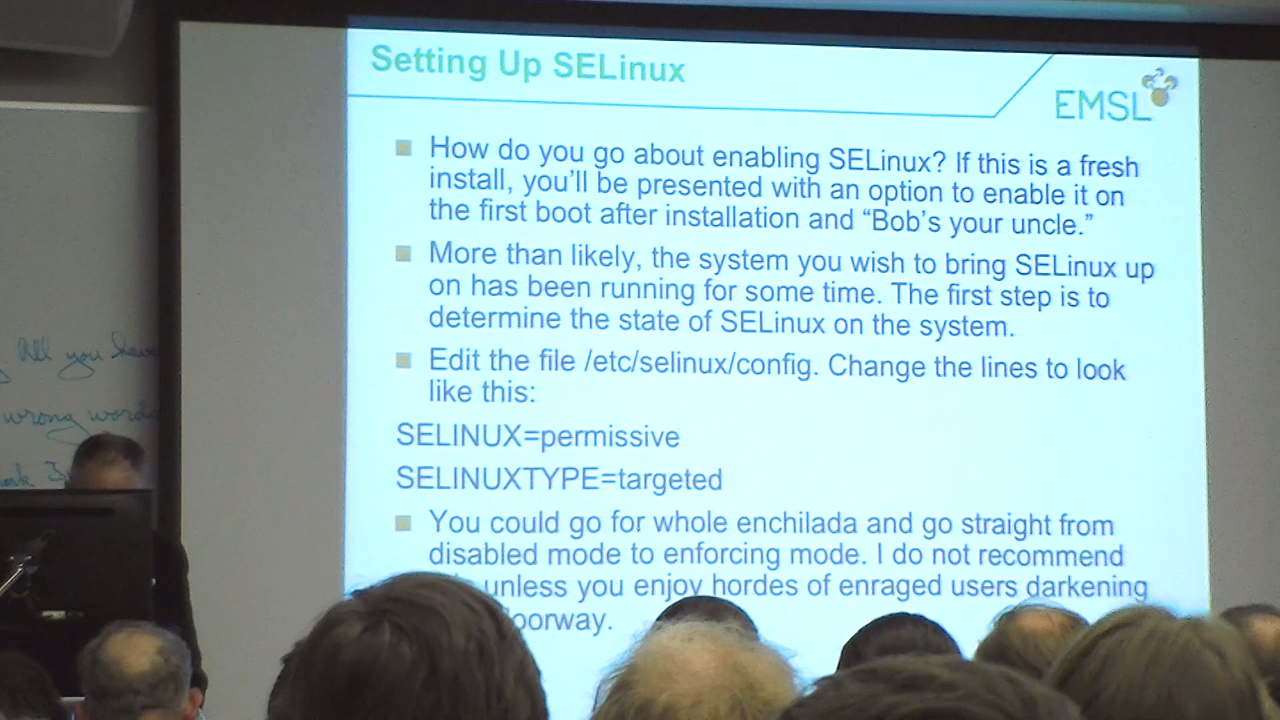 Setting Up SELinux
EMSL
How do you go about enabling SELinux? If this is a fresh
install, you'll be presented with an option to enable it on
the first boot after installation and “Bob's your uncle.”
More than likely, the system you wish to bring SELinux up
on has been running for some time. The first step is to
determine the state of SELinux on the system.
Edit the file /etc/selinux/config. Change the lines to look
like this:
SELINUX=permissive
SELINUXTYPE=targeted
You could go for whole enchilada and go straight from
disabled mode to enforcing mode. I do not recommend
unless you enjoy hordes of enraged users darkening
oorway.
All you have
wrong words